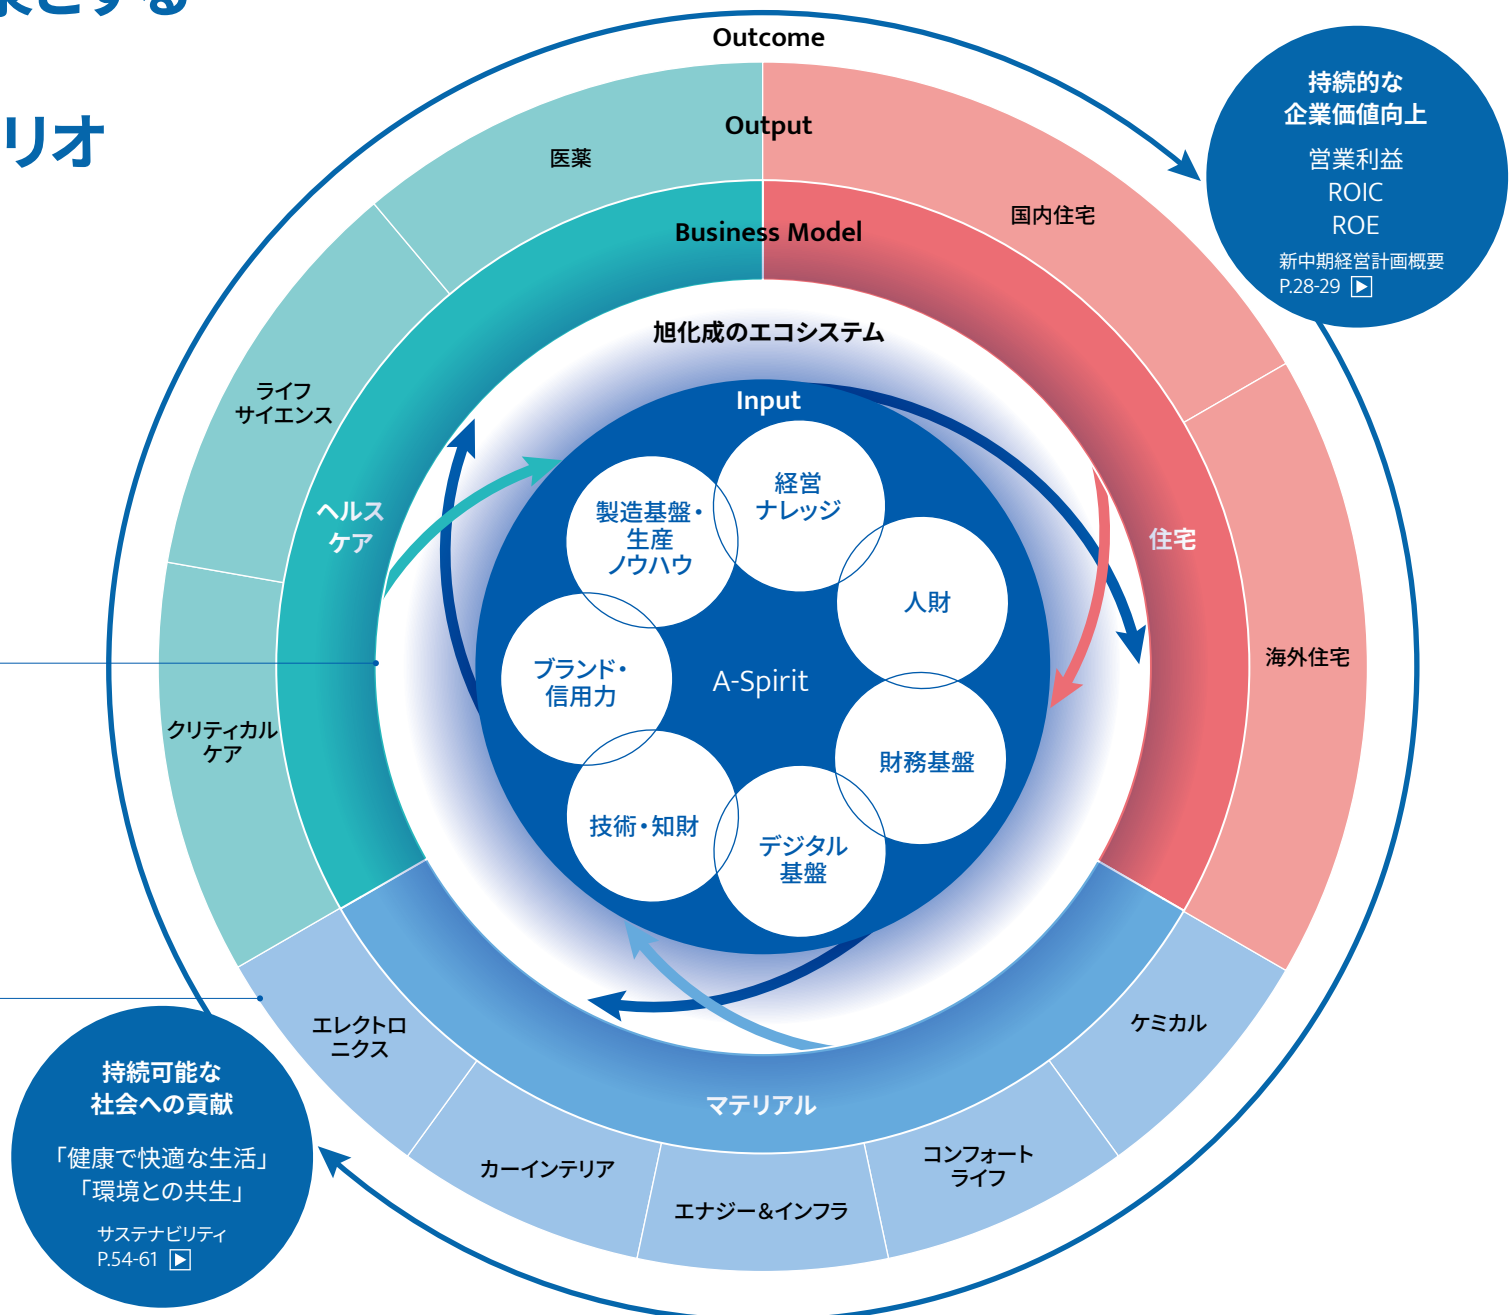 とする
リオ
Outcome
Output
Business Model
旭化成のエコシステム
Input
A-Spirit
経営
ナレッジ
人財
財務基盤
デジタル
基盤
技術・知財
ブランド・
信用力
製造基盤・
生産
ノウハウ
ヘルス
ケア
医薬
ライフ
サイエンス
クリティカル
ケア
住宅
国内住宅
海外住宅
マテリアル
エレクトロ
ニクス
カーインテリア
エナジー&インフラ
コンフォート
ライフ
ケミカル
持続的な
企業価値向上
営業利益
ROIC
ROE
新中期経営計画概要
P.28-29
持続可能な
社会への貢献
「健康で快適な生活」
「環境との共生」
サステナビリティ
P.54-61